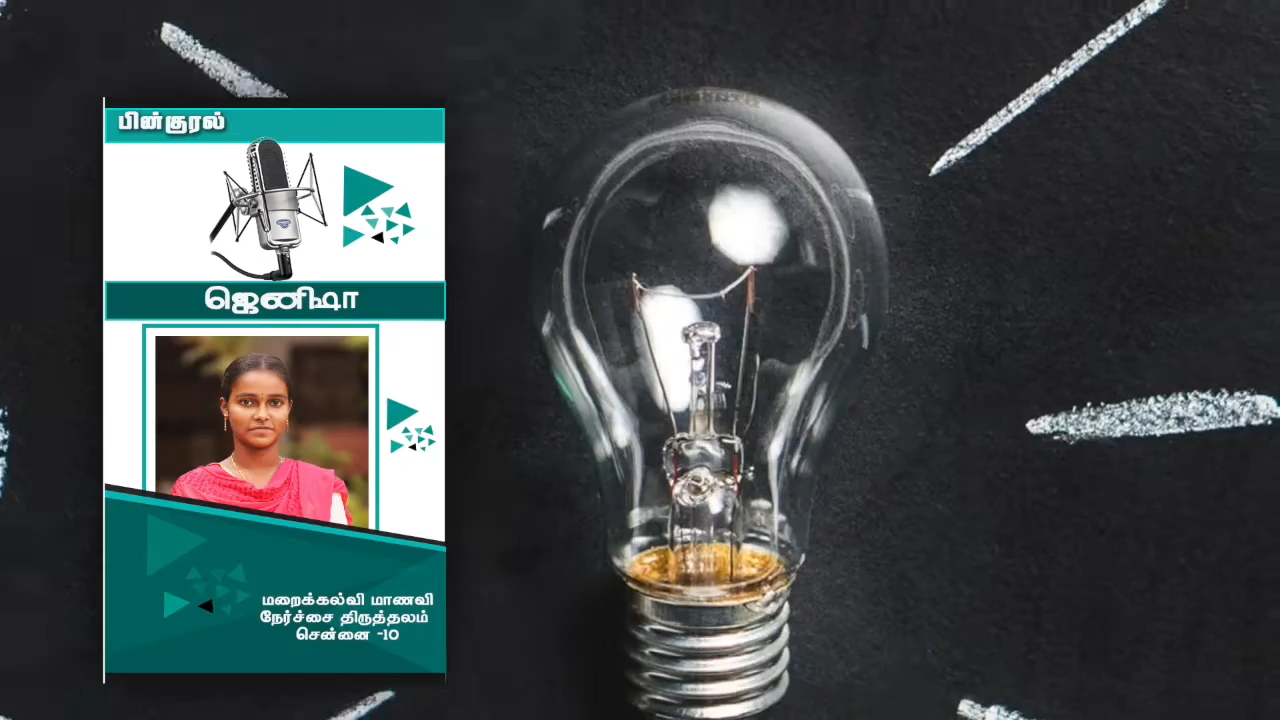 பின்குரல்
ஜெனிஷா
மறைக்கல்வி மாணவி
நேர்ச்சை திருத்தலம்
சென்னை -10